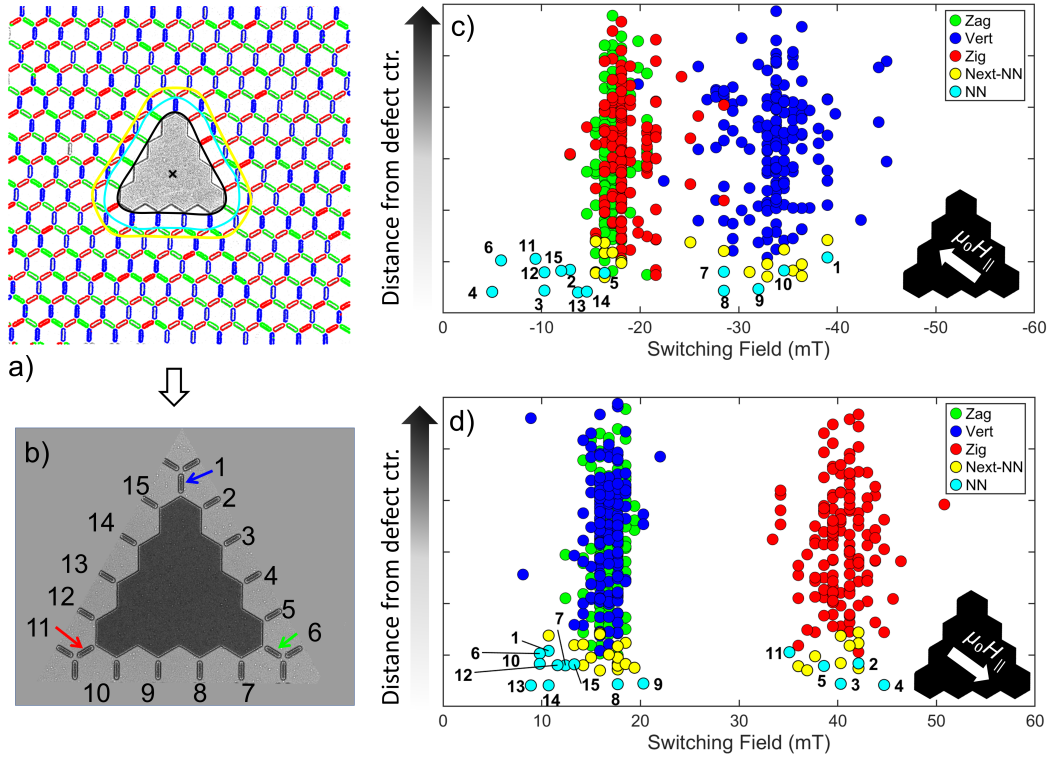 a)
b)
1
2
3
4
5
6
7
8
9
10
11
12
13
14
15
c)
Distance from defect ctr.
Zag
Vert
Zig
Next-NN
NN
6
11
15
12
2
5
4
3
13
14
7
8
9
10
1
μ₀H∥
0
-10
-20
-30
-40
-50
-60
Switching Field (mT)
d)
Distance from defect ctr.
Zag
Vert
Zig
Next-NN
NN
7
1
6
10
12
15
13
14
8
9
11
5
3
2
4
μ₀H∥
0
10
20
30
40
50
60
Switching Field (mT)